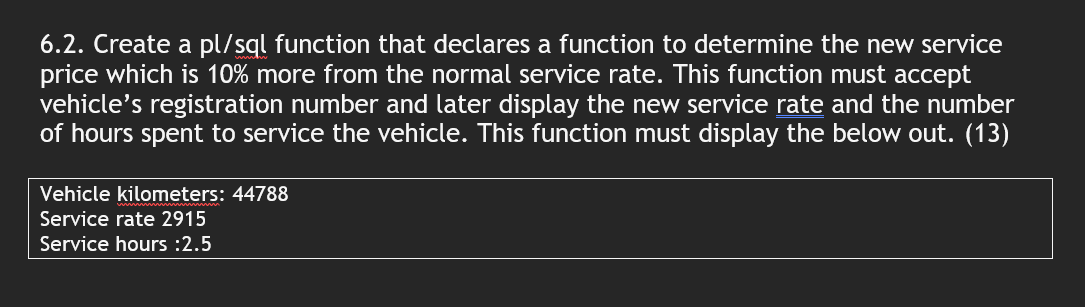 6.2. Create a pl/sql function that declares a function to determine the new service
price which is 10% more from the normal service rate. This function must accept
vehicle’s registration number and later display the new service rate and the number
of hours spent to service the vehicle. This function must display the below out. (13)
Vehicle kilometers: 44788
Service rate 2915
Service hours :2.5